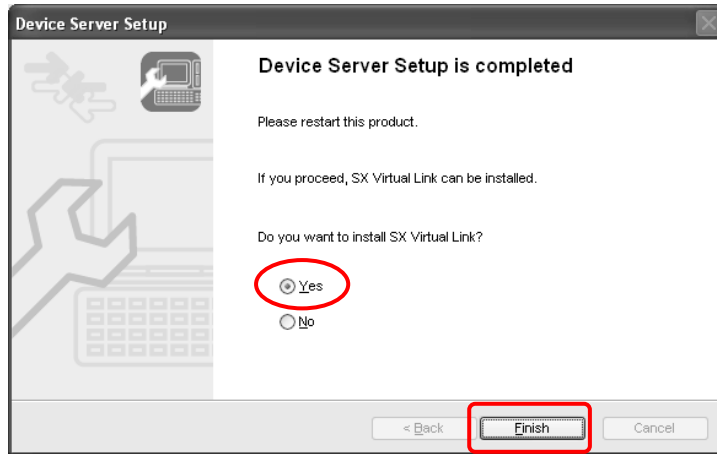 Device Server Setup
Device Server Setup is completed
Please restart this product.
If you proceed, SX Virtual Link can be installed.
Do you want to install SX Virtual Link?
Yes
No
< Back
Finish
Cancel